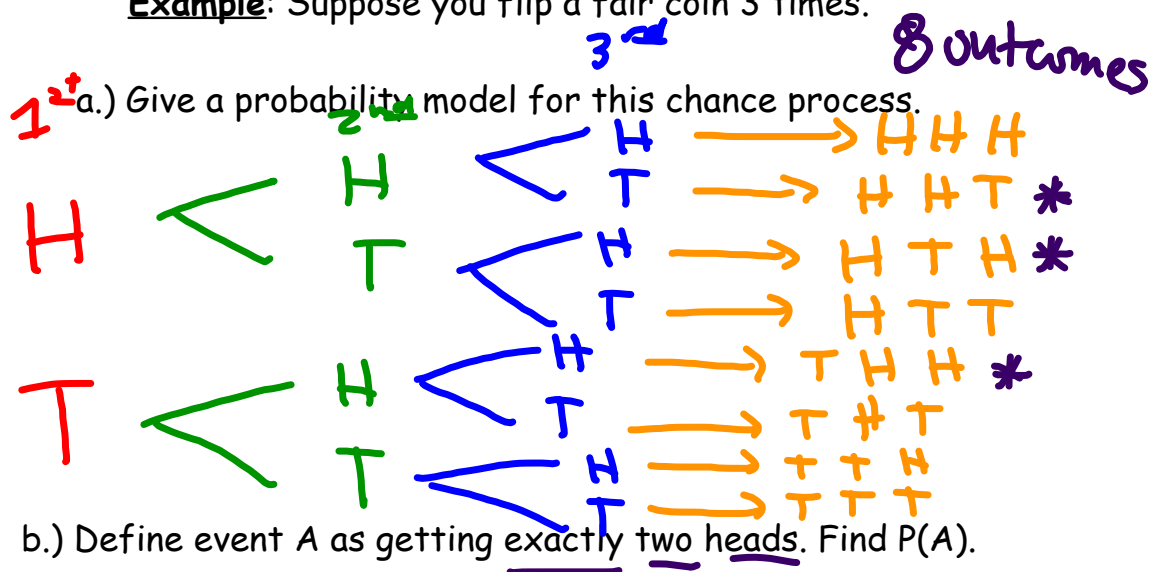 Example: Suppose you flip a fair coin 3 times.
3rd
8 outcomes
1st
a.) Give a probability model for this chance process.
2nd
H H H H H
T H H T *
H
T H H T H *
T H T T
H T H H *
T H
T T H T
T H T T H
T T T T
b.) Define event A as getting exactly two heads. Find P(A).